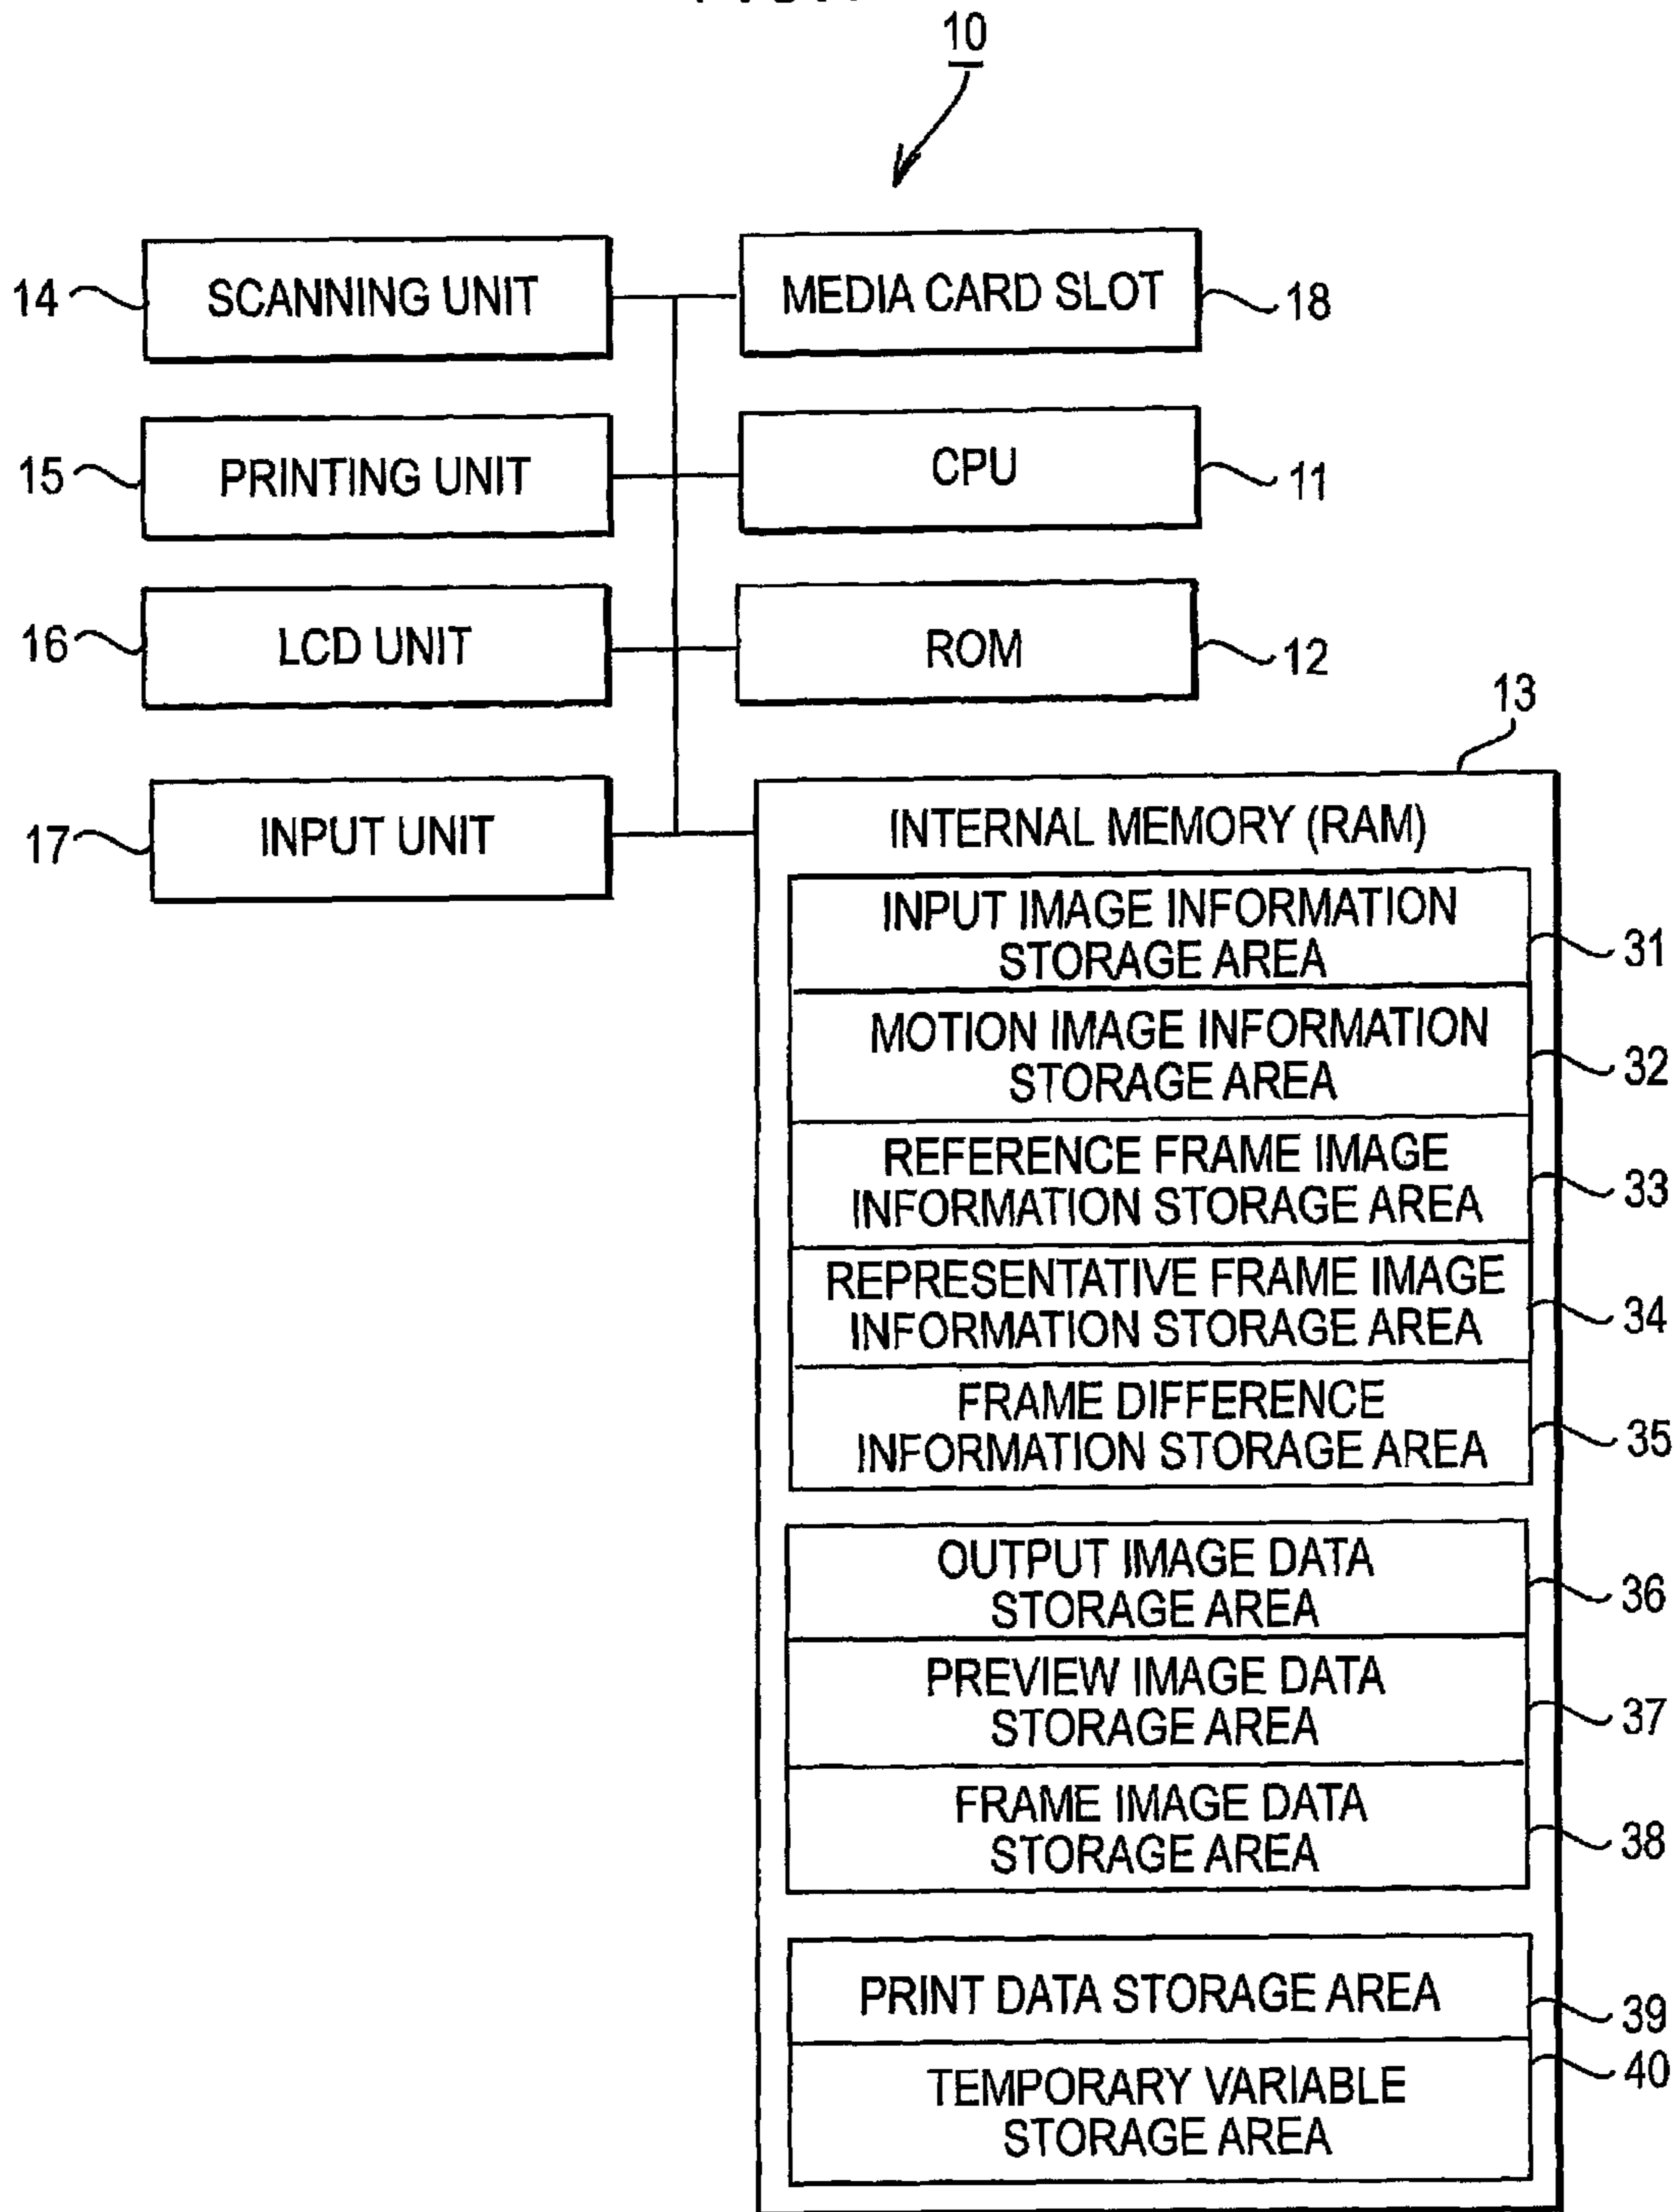 10
14
SCANNING UNIT
MEDIA CARD SLOT
18
15
PRINTING UNIT
CPU
11
16
LCD UNIT
ROM
12
13
17
INPUT UNIT
INTERNAL MEMORY (RAM)
INPUT IMAGE INFORMATION
STORAGE AREA
31
MOTION IMAGE INFORMATION
STORAGE AREA
32
REFERENCE FRAME IMAGE
INFORMATION STORAGE AREA
33
REPRESENTATIVE FRAME IMAGE
INFORMATION STORAGE AREA
34
FRAME DIFFERENCE
INFORMATION STORAGE AREA
35
OUTPUT IMAGE DATA
STORAGE AREA
36
PREVIEW IMAGE DATA
STORAGE AREA
37
FRAME IMAGE DATA
STORAGE AREA
38
PRINT DATA STORAGE AREA
39
TEMPORARY VARIABLE
STORAGE AREA
40